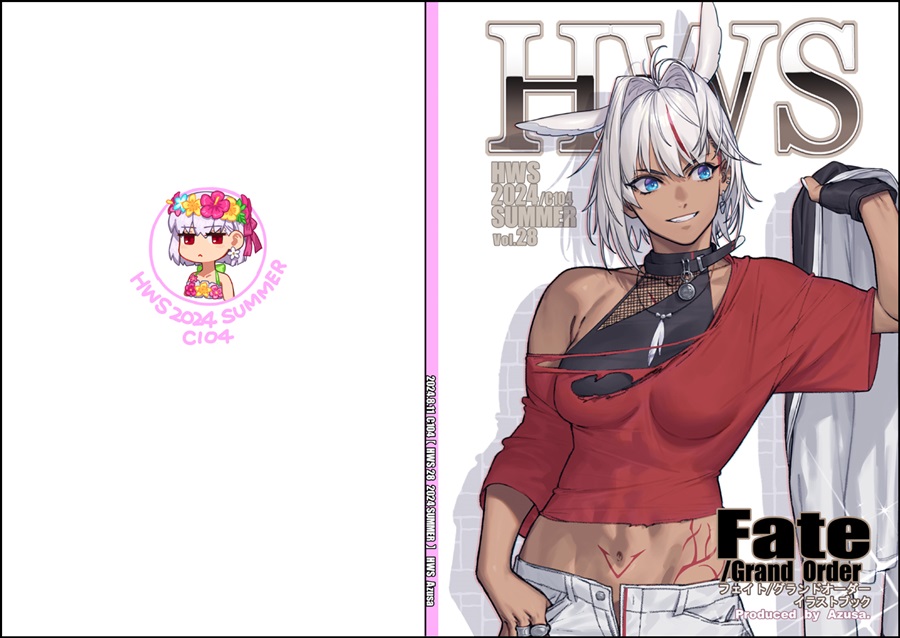 HWS 2024 SUMMER
C104
2024・8・11 C104 ( HWS:28 2024 SUMMER ) HWS Azusa
HWS
HWS
2024/C104
SUMMER
Vol.28
Fate
/Grand Order
フェイト/グランドオーダー
イラストブック
Produced by Azusa.